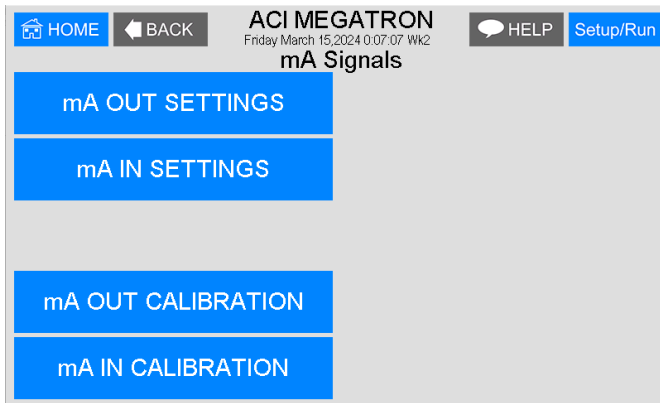 HOME
BACK
ACI MEGATRON
Friday March 15,2024 0:07:07 Wk2
HELP
Setup/Run
mA Signals
mA OUT SETTINGS
mA IN SETTINGS
mA OUT CALIBRATION
mA IN CALIBRATION